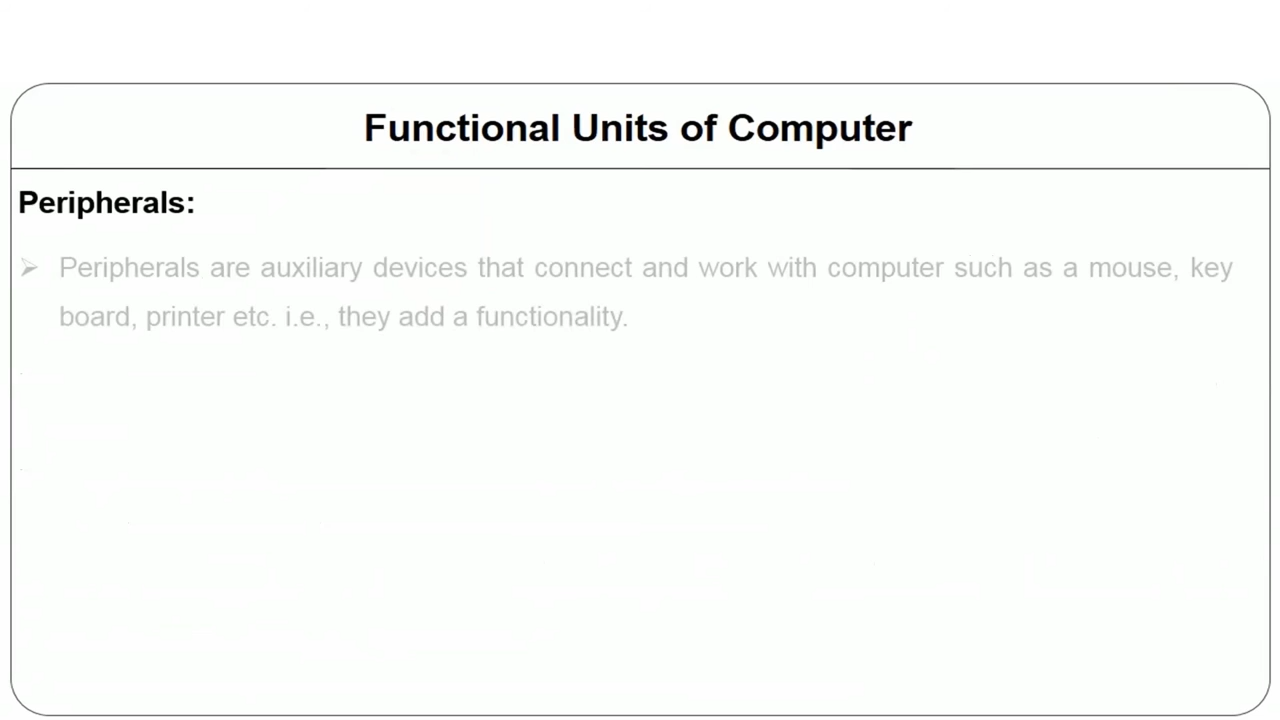 Functional Units of Computer
Peripherals:
➢ Peripherals are auxiliary devices that connect and work with computer such as a mouse, key
board, printer etc. i.e., they add a functionality.